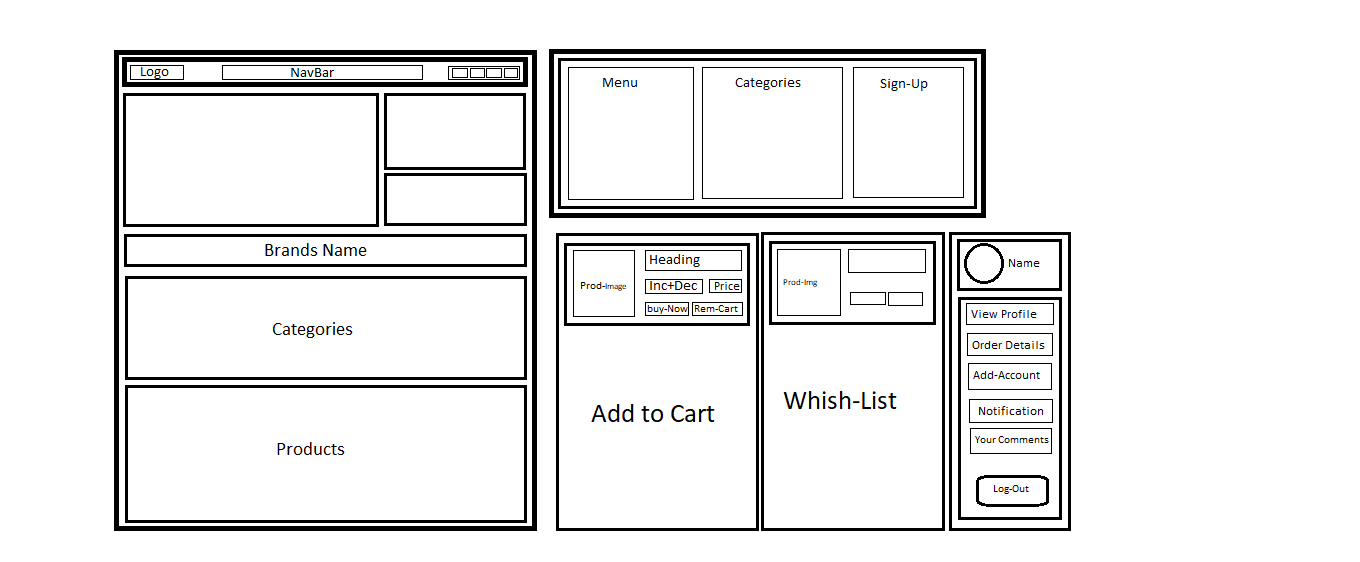 Logo
NavBar
Brands Name
Categories
Products
Menu
Categories
Sign-Up
Prod-Image
Heading
Inc+Dec
Price
buy-Now
Rem-Cart
Add to Cart
Prod-Img
Whish-List
Name
View Profile
Order Details
Add-Account
Notification
Your Comments
Log-Out